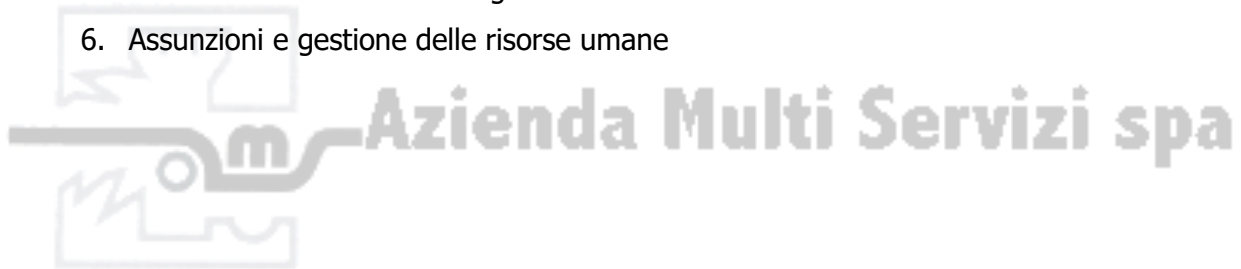 6. Assunzioni e gestione delle risorse umane
Azienda Multi Servizi spa
m